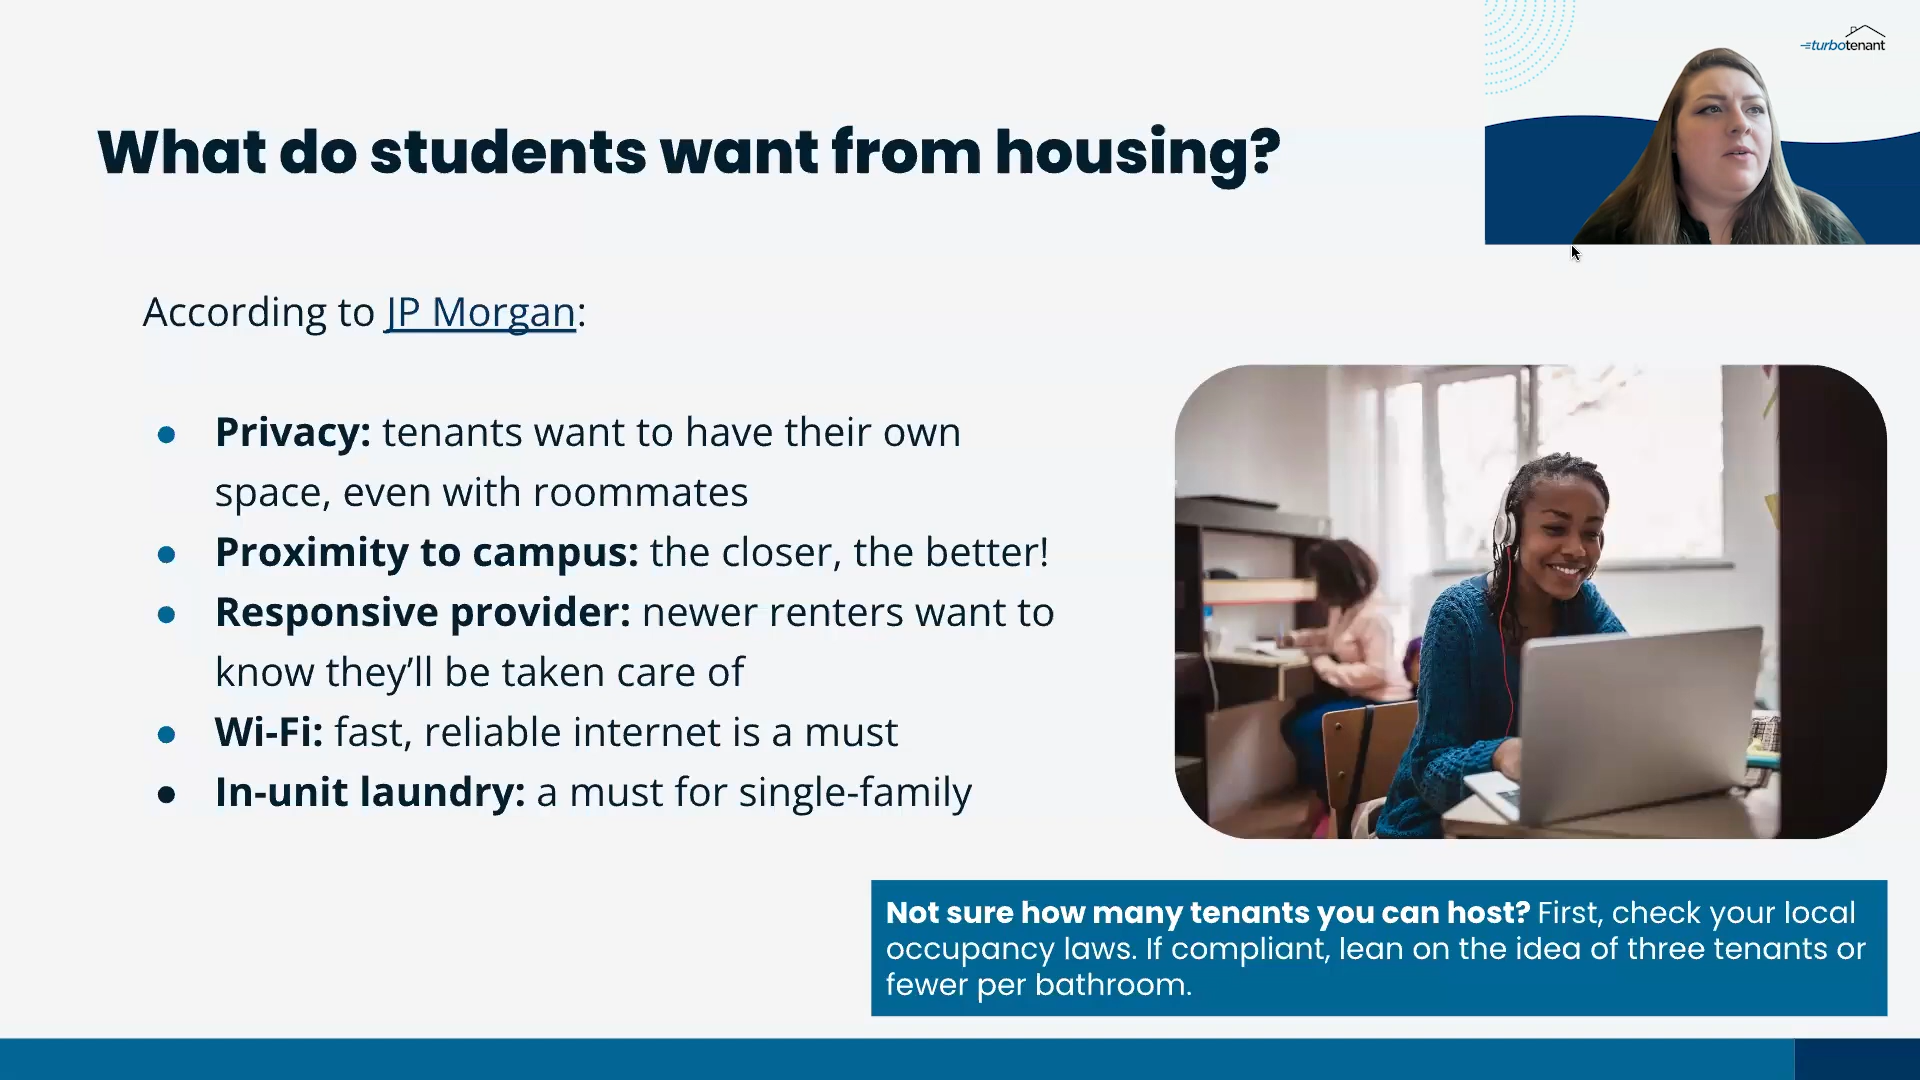 turbotenant
What do students want from housing?
According to JP Morgan:
Privacy: tenants want to have their own
space, even with roommates
Proximity to campus: the closer, the better!
Responsive provider: newer renters want to
know they’ll be taken care of
Wi-Fi: fast, reliable internet is a must
In-unit laundry: a must for single-family
Not sure how many tenants you can host? First, check your local
occupancy laws. If compliant, lean on the idea of three tenants or
fewer per bathroom.